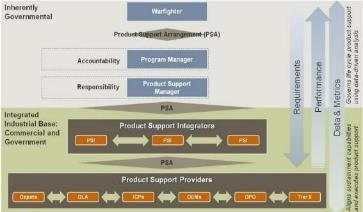 Inherently
Governmental
Warfighter
Product Support Arrangement (PSA)
Accountability
Program Manager
Responsibility
Product Support
Manager
PSA
Integrated
Industrial Base:
Commercial and
Government
Product Support Integrators
PSI
PSI
PSI
PSA
Product Support Providers
Depots
DLA
ICPs
OEMs
DPO
Tier X
Requirements
Performance
Data & Metrics
Governs life cycle product support
using data-driven analysis
Aligns sustainment capabilities
and executes product support